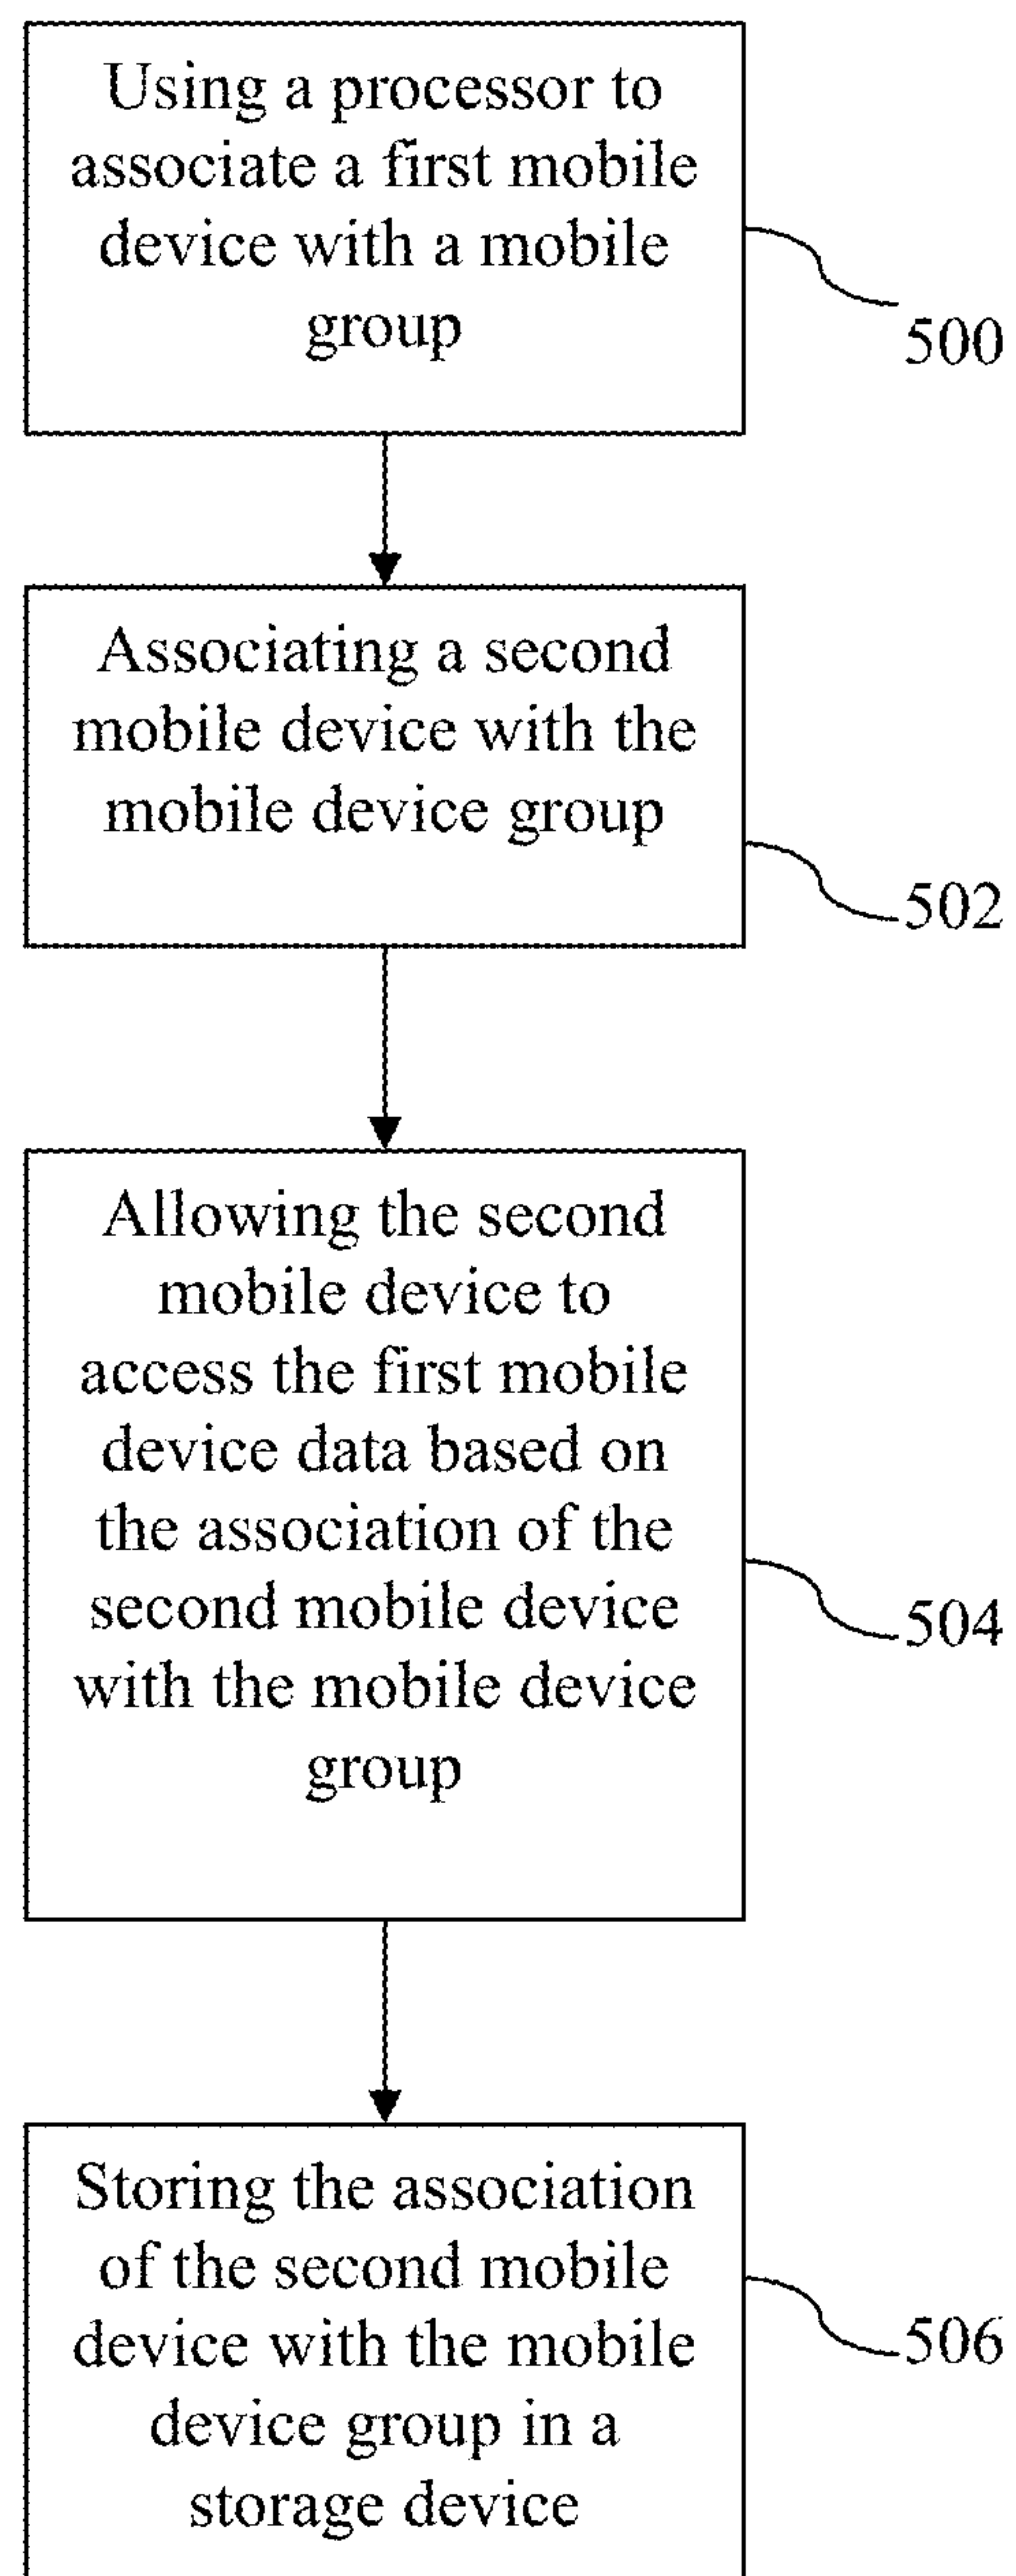 Using a processor to
associate a first mobile
device with a mobile
group
500
Associating a second
mobile device with the
mobile device group
502
Allowing the second
mobile device to
access the first mobile
device data based on
the association of the
second mobile device
with the mobile device
group
504
Storing the association
of the second mobile
device with the mobile
device group in a
storage device
506